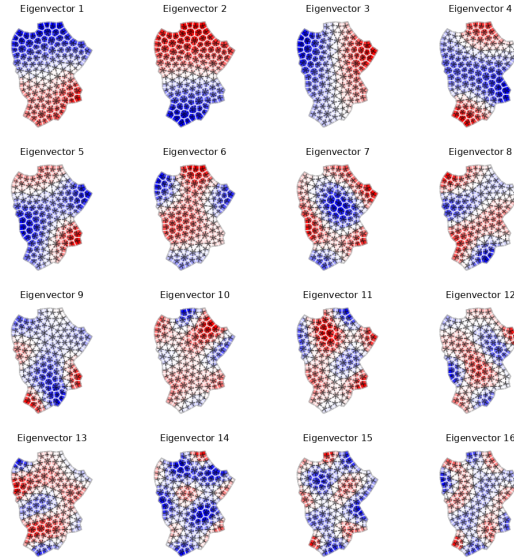 Eigenvector 1
Eigenvector 2
Eigenvector 3
Eigenvector 4
Eigenvector 5
Eigenvector 6
Eigenvector 7
Eigenvector 8
Eigenvector 9
Eigenvector 10
Eigenvector 11
Eigenvector 12
Eigenvector 13
Eigenvector 14
Eigenvector 15
Eigenvector 16